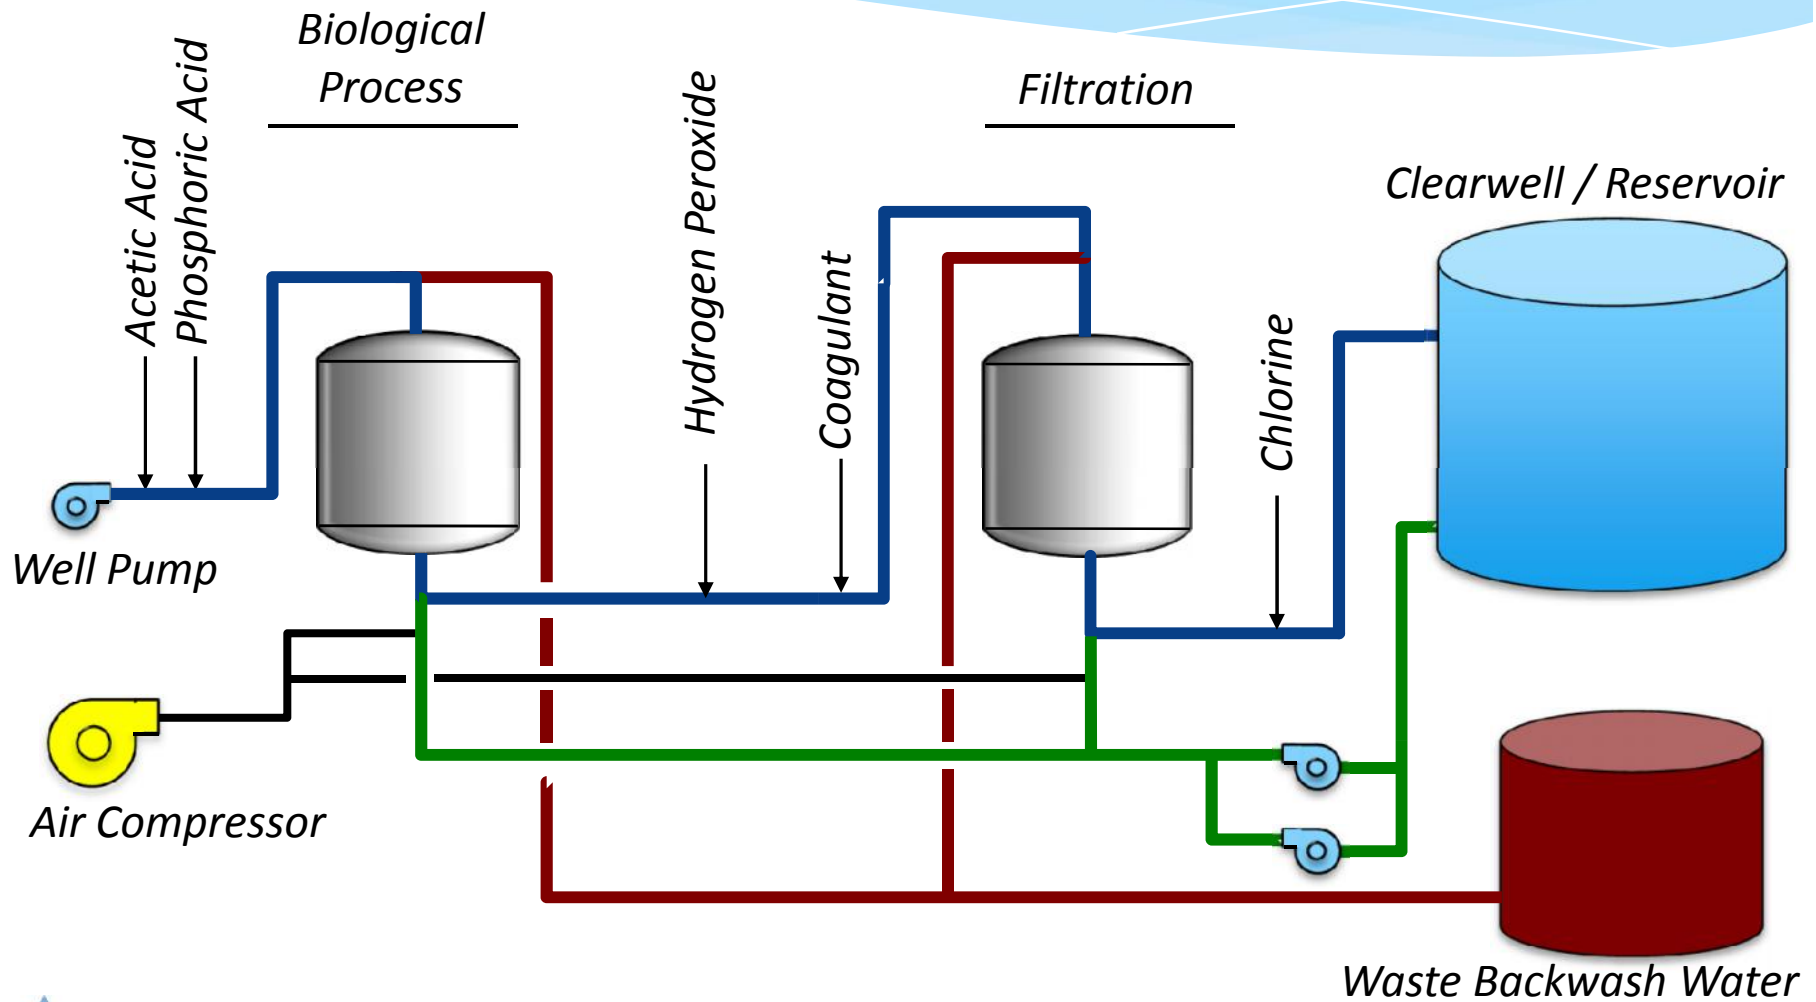 Biological
Process
Filtration
Acetic Acid
Phosphoric Acid
Hydrogen Peroxide
Coagulant
Chlorine
Clearwell / Reservoir
Well Pump
Air Compressor
Waste Backwash Water